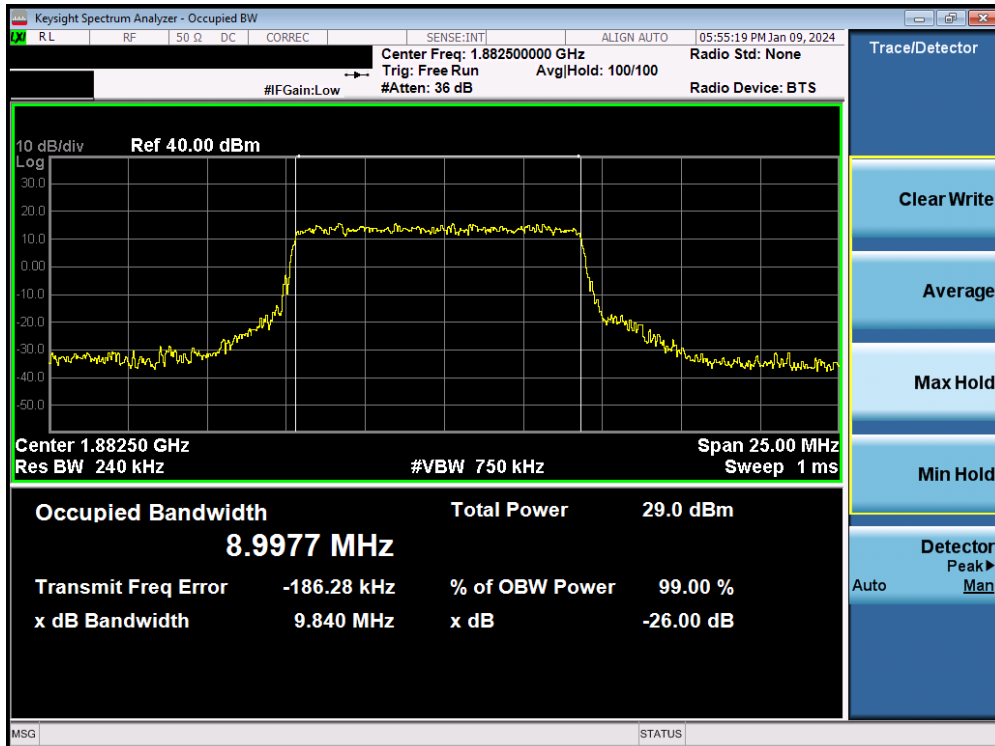 Keysight Spectrum Analyzer - Occupied BW
LXI RL RF 50 Ω DC CORREC SENSE:INT ALIGN AUTO 05:55:19 PM Jan 09, 2024
Center Freq: 1.882500000 GHz Radio Std: None
Trig: Free Run Avg|Hold: 100/100
#IFGain:Low #Atten: 36 dB Radio Device: BTS
Trace/Detector
10 dB/div Ref 40.00 dBm
Log
30.0
20.0
10.0
0.00
-10.0
-20.0
-30.0
-40.0
-50.0
Center 1.88250 GHz Span 25.00 MHz
Res BW 240 kHz #VBW 750 kHz Sweep 1 ms
Occupied Bandwidth Total Power 29.0 dBm
8.9977 MHz
Transmit Freq Error -186.28 kHz % of OBW Power 99.00 %
x dB Bandwidth 9.840 MHz x dB -26.00 dB
Clear Write
Average
Max Hold
Min Hold
Detector
Peak▶
Auto Man
MSG STATUS